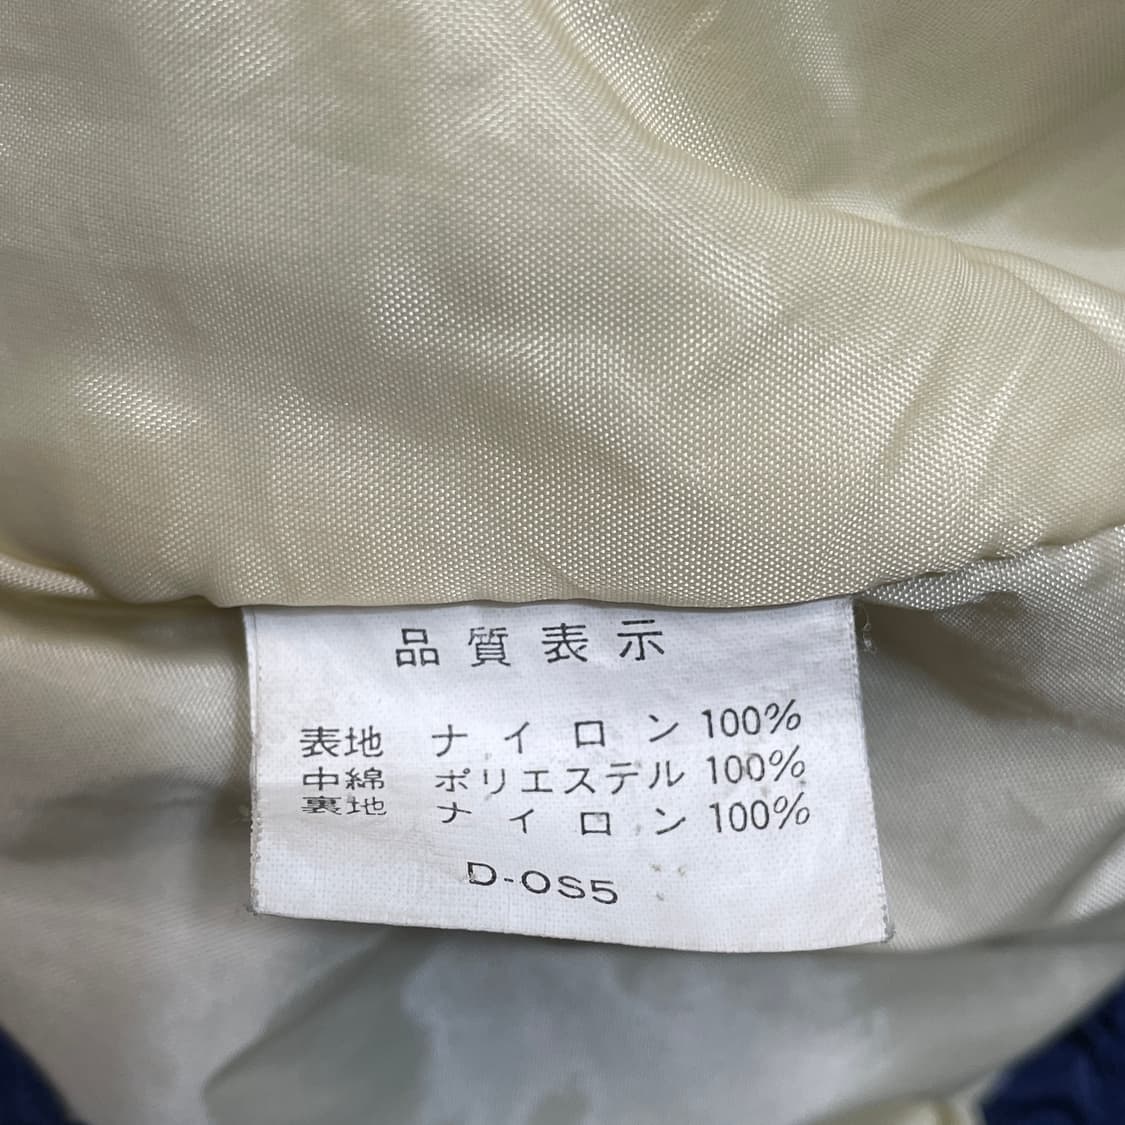 品質表示
表地 ナイロン 100%
中綿 ポリエステル 100%
裏地 ナイロン 100%
D-OS5